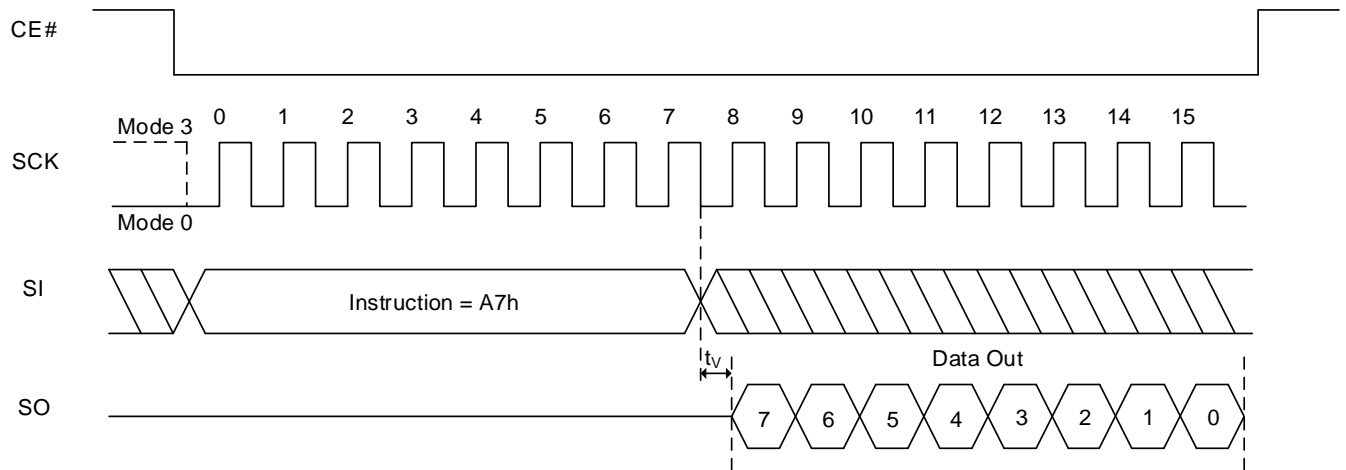 CE#
0 1 2 3 4 5 6 7 8 9 10 11 12 13 14 15
Mode 3
SCK
Mode 0
SI
Instruction = A7h
tV
Data Out
SO
7 6 5 4 3 2 1 0